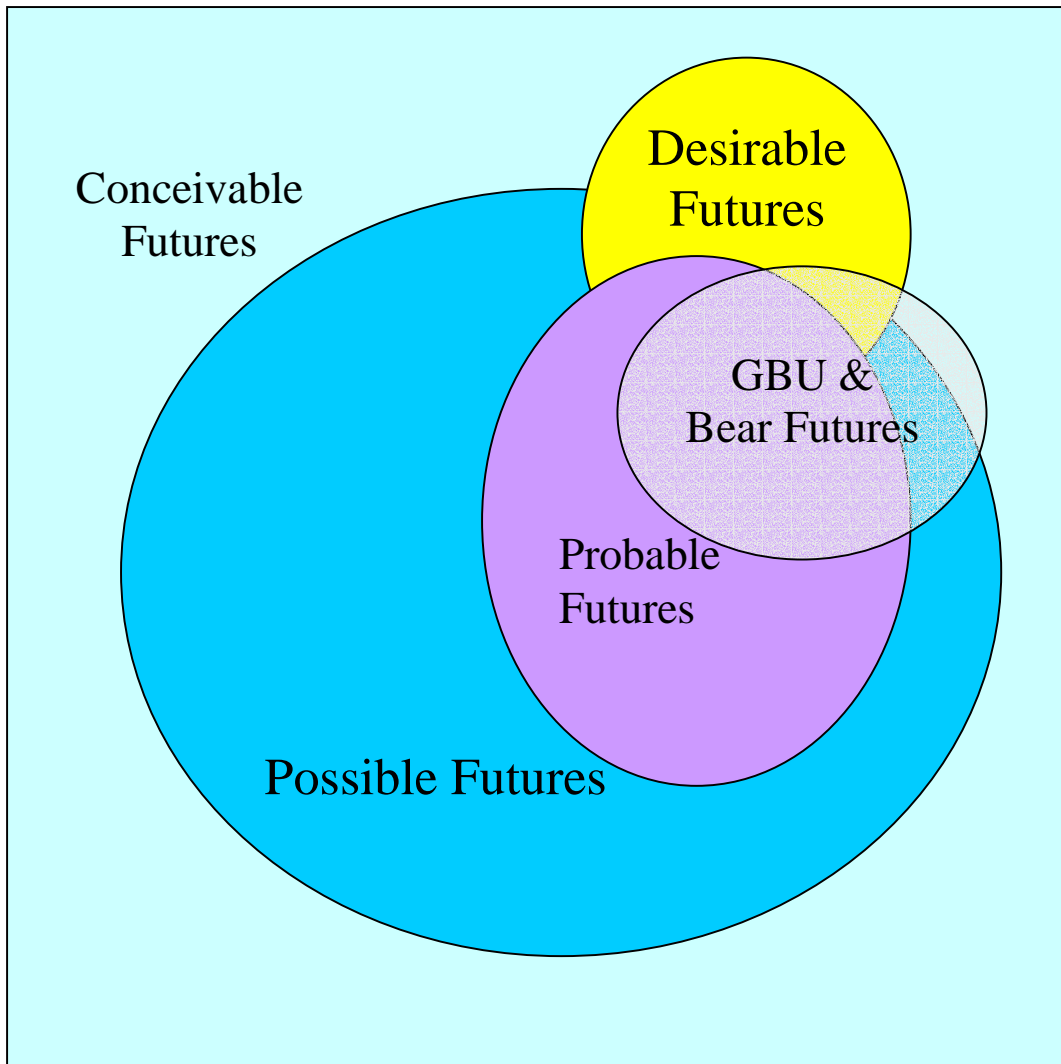 Desirable
Futures
Conceivable
Futures
GBU &
Bear Futures
Probable
Futures
Possible Futures